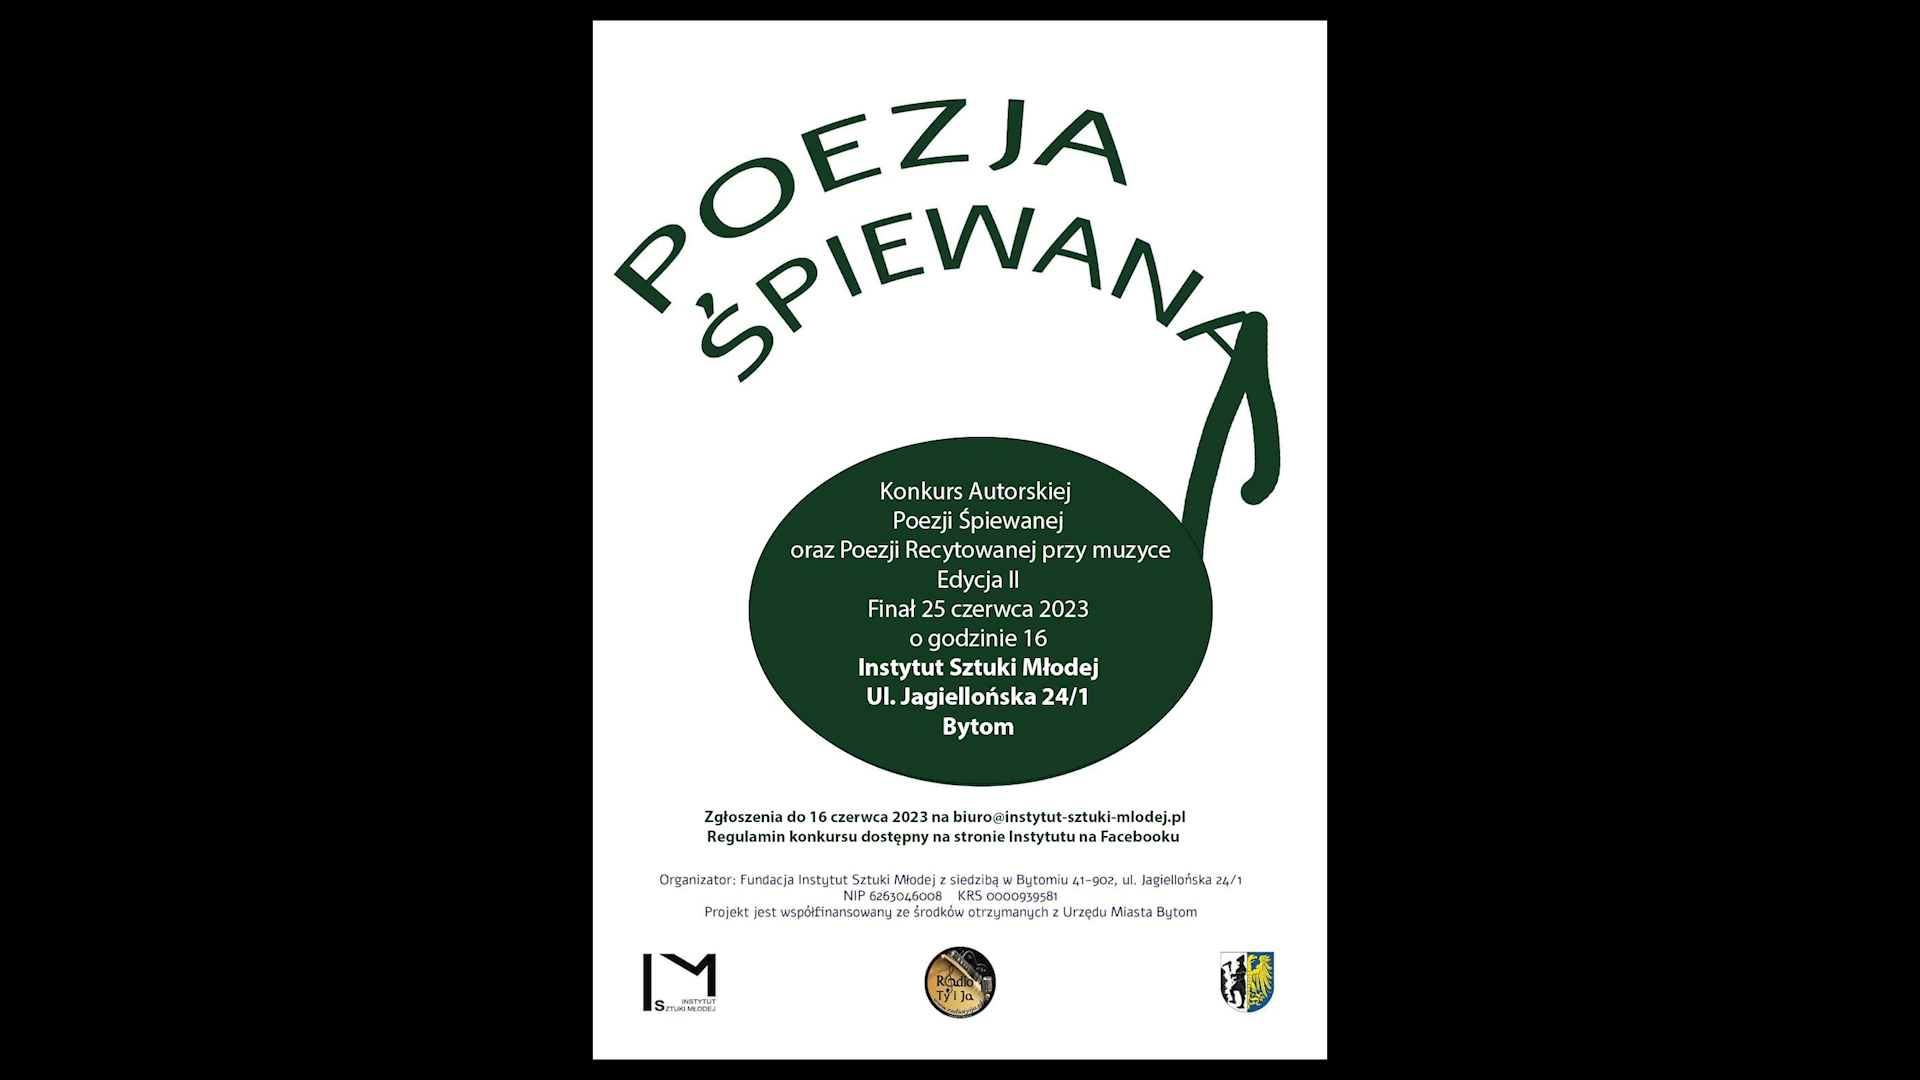 POEZJA
ŚPIEWANA
Konkurs Autorskiej
Poezji Śpiewanej
oraz Poezji Recytowanej przy muzyce
Edycja II
Finał 25 czerwca 2023
o godzinie 16
Instytut Sztuki Młodej
Ul. Jagiellońska 24/1
Bytom
Zgłoszenia do 16 czerwca 2023 na biuro@instytut-sztuki-mlodej.pl
Regulamin konkursu dostępny na stronie Instytutu na Facebooku
Organizator: Fundacja Instytut Sztuki Młodej z siedzibą w Bytomiu 41-902, ul. Jagiellońska 24/1
NIP 6263046008 KRS 0000939581
Projekt jest współfinansowany ze środków otrzymanych z Urzędu Miasta Bytom
INSTYTUT
SZTUKI MŁODEJ
Radio
Ty i Ja